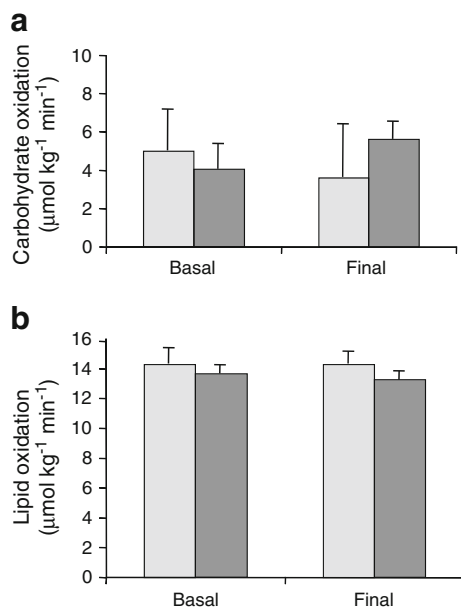 a
Carbohydrate oxidation
(μmol kg⁻¹ min⁻¹)
10
8
6
4
2
0
Basal Final
b
Lipid oxidation
(μmol kg⁻¹ min⁻¹)
16
14
12
10
8
6
4
2
0
Basal Final